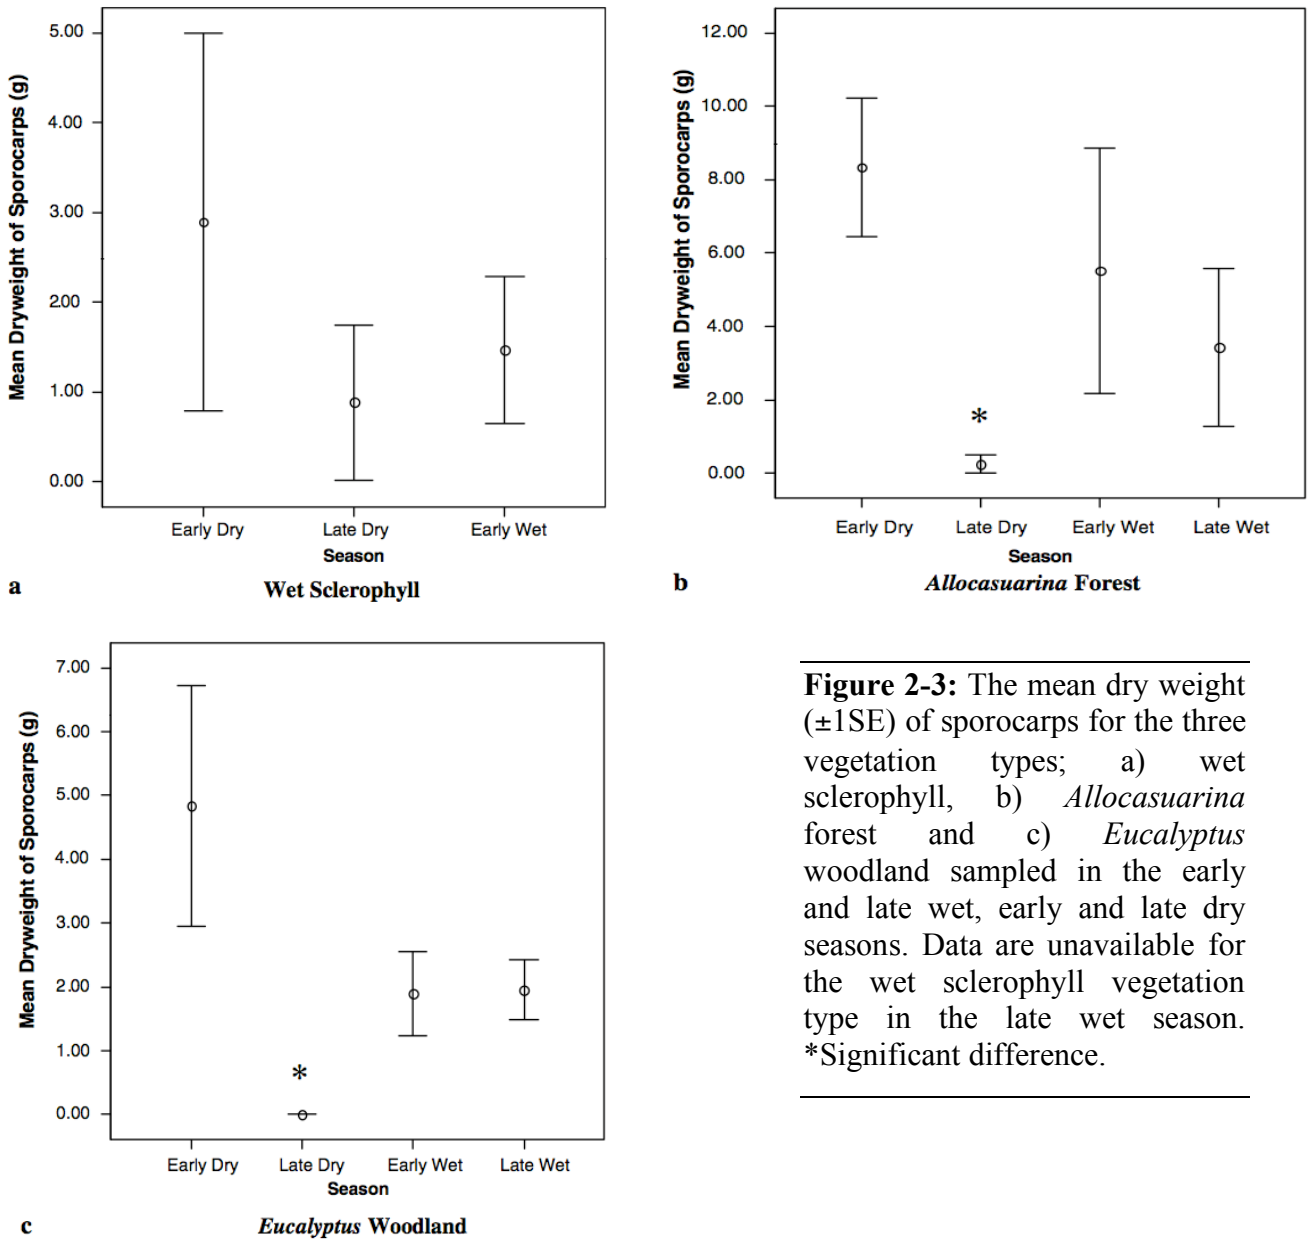 5.00
4.00
3.00
2.00
1.00
0.00
Mean Dryweight of Sporocarps (g)
Early Dry Late Dry Early Wet
Season
a Wet Sclerophyll
12.00
10.00
8.00
6.00
4.00
2.00
0.00
Mean Dryweight of Sporocarps (g)
*
Early Dry Late Dry Early Wet Late Wet
Season
b Allocasuarina Forest
7.00
6.00
5.00
4.00
3.00
2.00
1.00
0.00
Mean Dryweight of Sporocarps (g)
*
Early Dry Late Dry Early Wet Late Wet
Season
c Eucalyptus Woodland
Figure 2-3: The mean dry weight
(±1SE) of sporocarps for the three
vegetation types; a) wet
sclerophyll, b) Allocasuarina
forest and c) Eucalyptus
woodland sampled in the early
and late wet, early and late dry
seasons. Data are unavailable for
the wet sclerophyll vegetation
type in the late wet season.
*Significant difference.